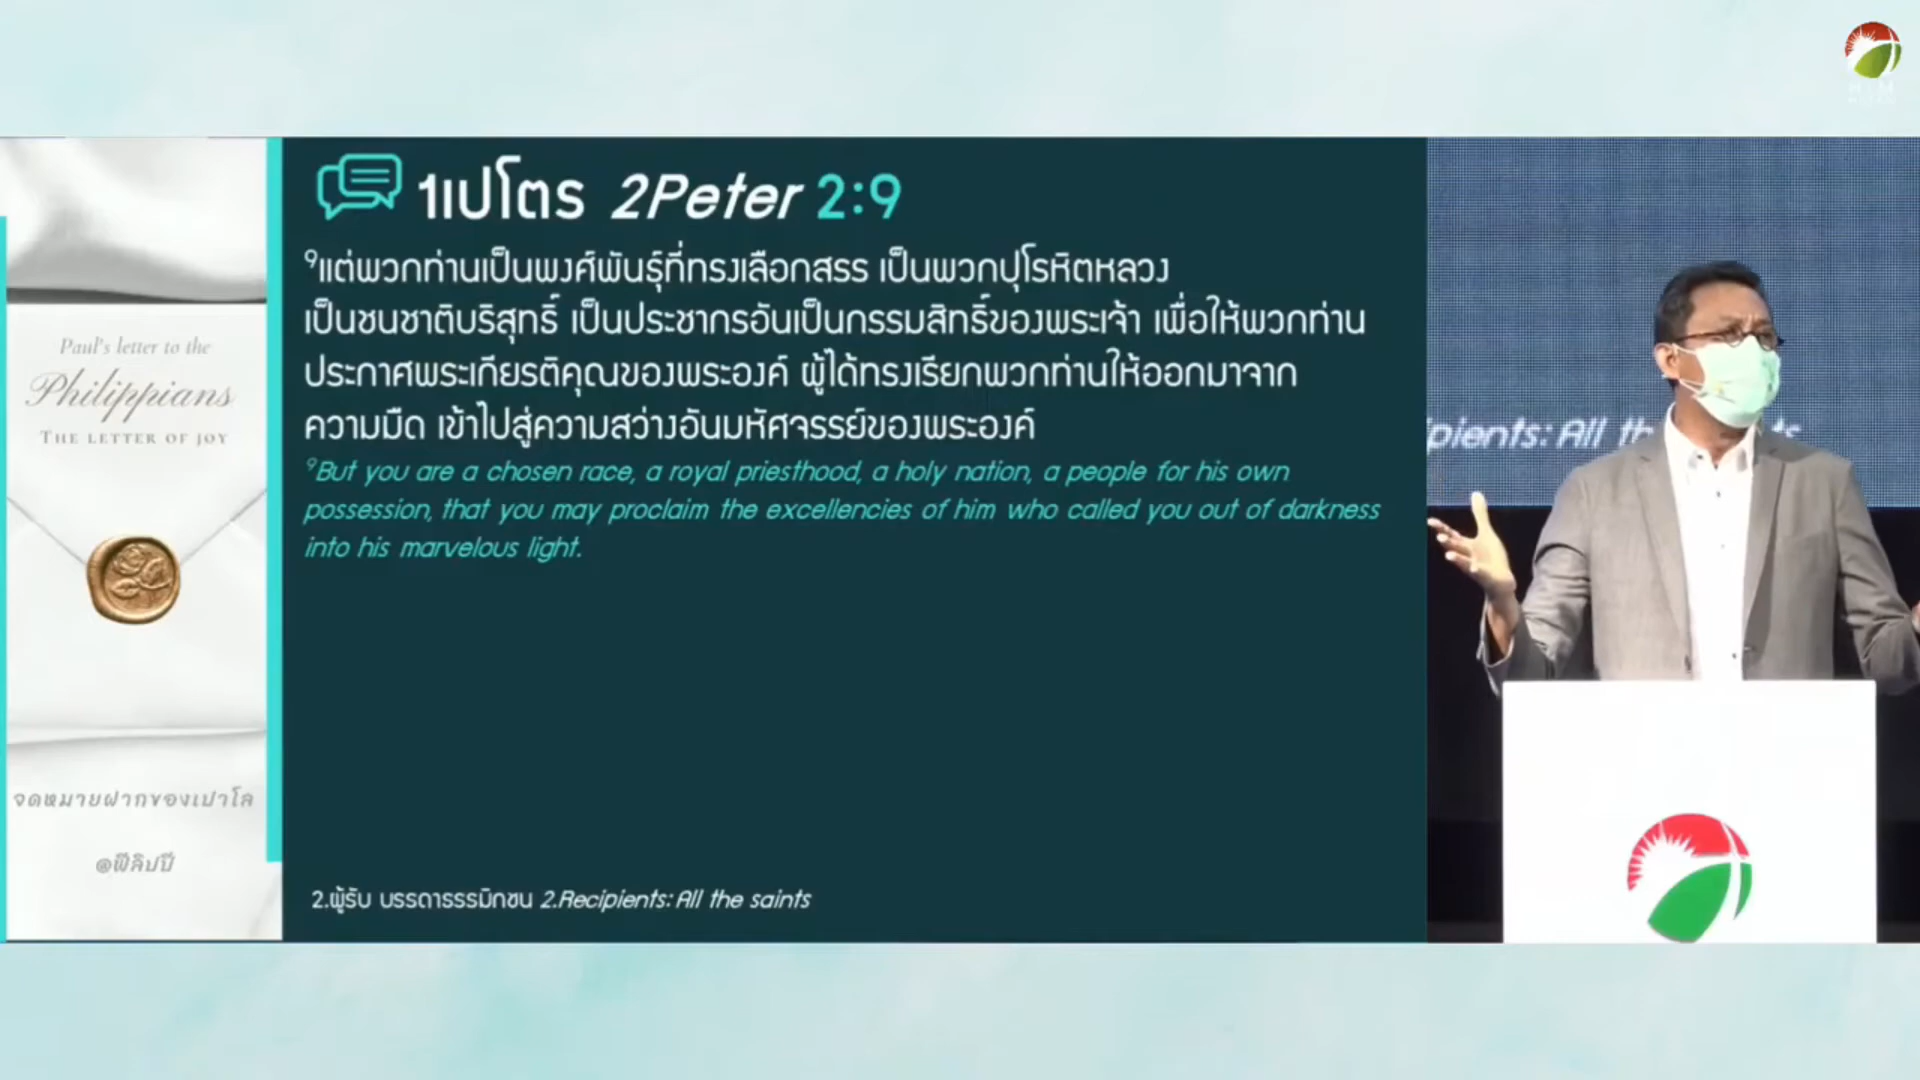 Paul's letter to the
Philippians
THE LETTER OF JOY
จดหมายฝากของเปาโล
@ฟีลิปปี
1เปโตร 2Peter 2:9
⁹แต่พวกท่านเป็นพงศ์พันธุ์ที่ทรงเลือกสรร เป็นพวกปุโรหิตหลวง
เป็นชนชาติบริสุทธิ์ เป็นประชากรอันเป็นกรรมสิทธิ์ของพระเจ้า เพื่อให้พวกท่าน
ประกาศพระเกียรติคุณของพระองค์ ผู้ได้ทรงเรียกพวกท่านให้ออกมาจาก
ความมืด เข้าไปสู่ความสว่างอันมหัศจรรย์ของพระองค์
⁹But you are a chosen race, a royal priesthood, a holy nation, a people for his own
possession, that you may proclaim the excellencies of him who called you out of darkness
into his marvelous light.
2.ผู้รับ บรรดาธรรมิกชน 2.Recipients: All the saints
pients: All th ts